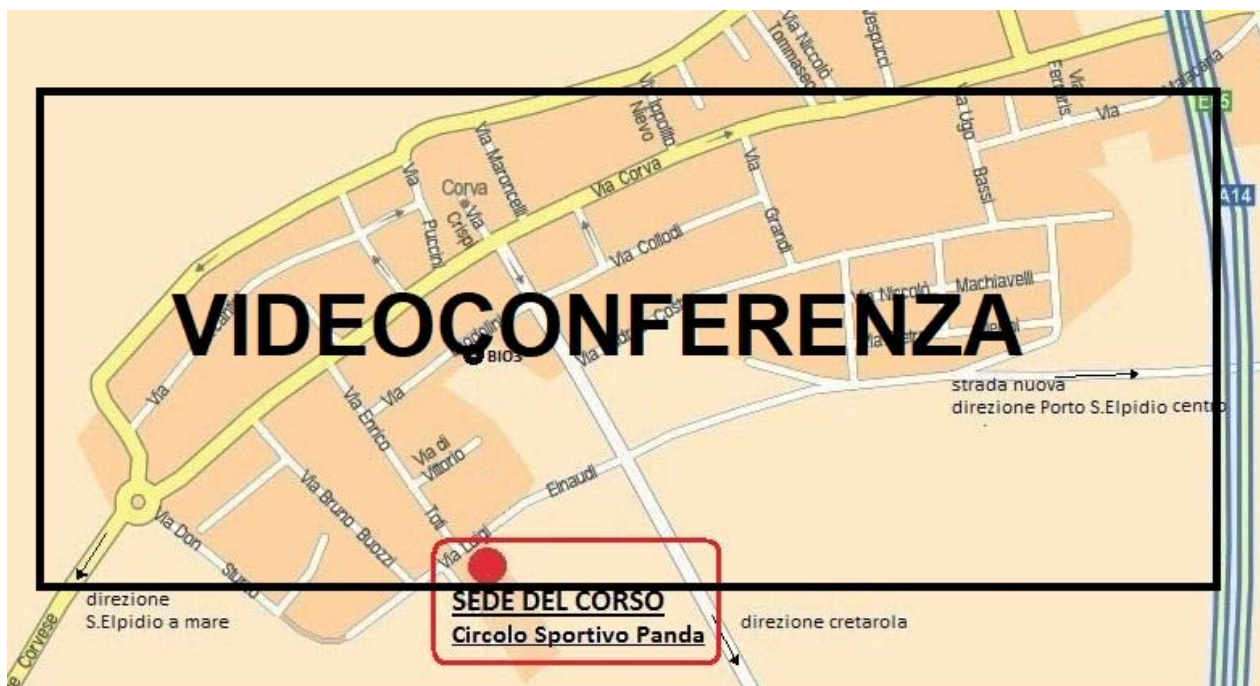 Via Niccolò
Tommaseo
Vespucci
Via
Ferraris
Via Malacana
E55
Via Ippolito
Nievo
Via Ugo
Bassi
Via Maroncelli
Via Corva
A14
Via
Puccini
Corva
Via
Crispi
Via
Grandi
Via Collodi
Via Niccolò
Machiavelli
VIDEOCONFERENZA
BIO3
Via
Via
strada nuova
direzione Porto S.Elpidio centro
Via Enrico
Toti
Via di
Vittorio
Via Luigi
Einaudi
Via Bruno Buozzi
Via Don
Sturzo
direzione
S.Elpidio a mare
Corvese
SEDE DEL CORSO
Circolo Sportivo Panda
direzione cretarola